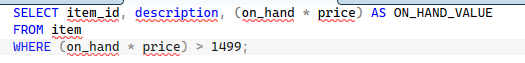 SELECT item_id, description, (on_hand * price) AS ON_HAND_VALUE
FROM item
WHERE (on_hand * price) > 1499;